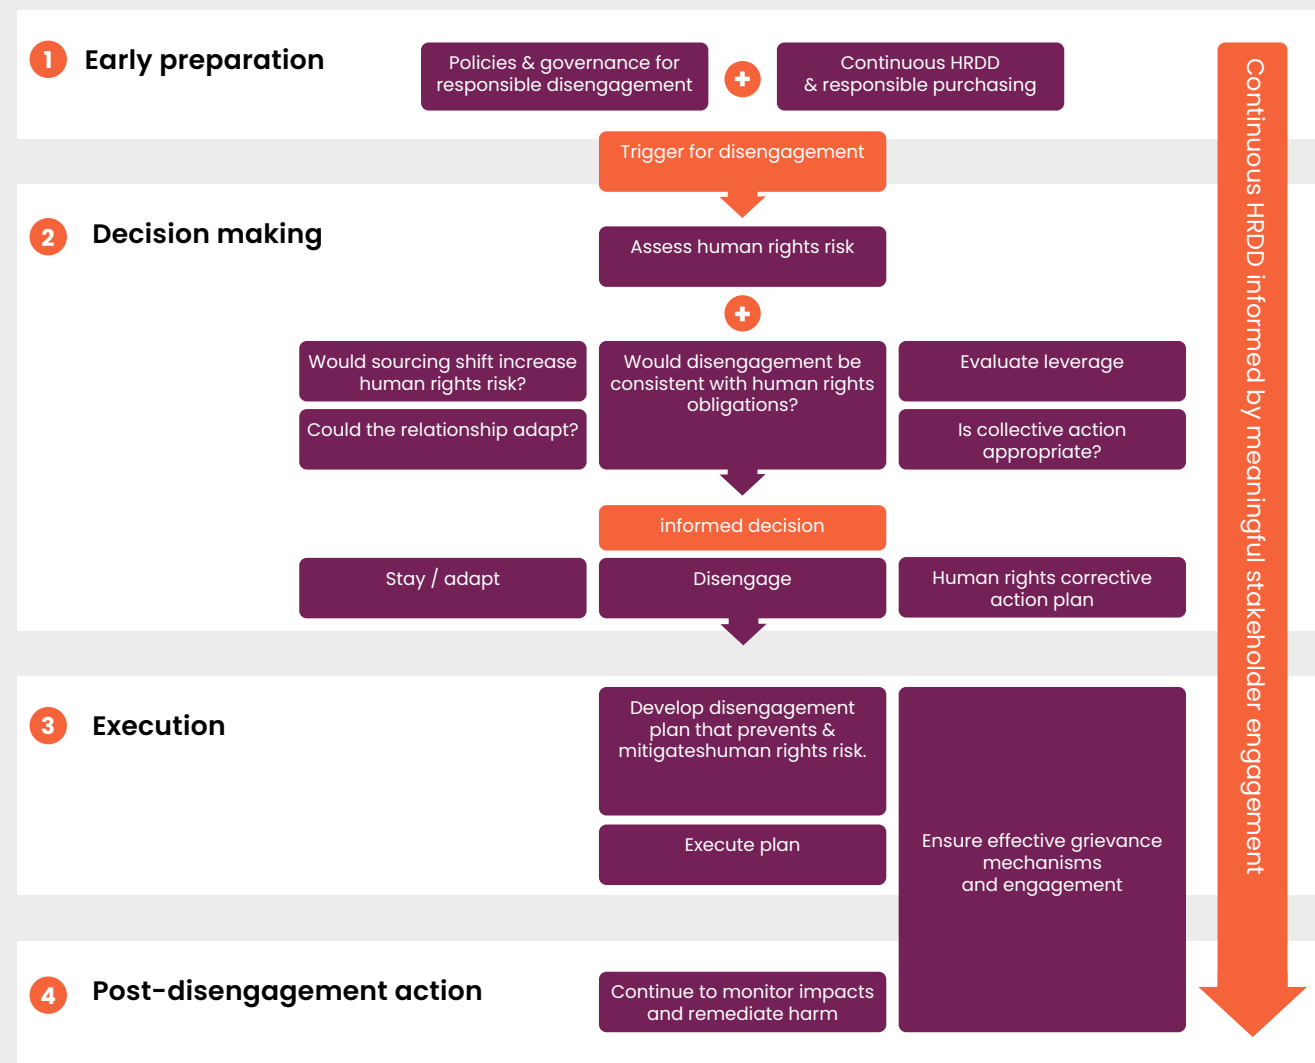 1 Early preparation
Policies & governance for
responsible disengagement
Continuous HRDD
& responsible purchasing
Trigger for disengagement
2 Decision making
Assess human rights risk
Would sourcing shift increase
human rights risk?
Could the relationship adapt?
Would disengagement be
consistent with human rights
obligations?
Evaluate leverage
Is collective action
appropriate?
informed decision
Stay / adapt
Disengage
Human rights corrective
action plan
3 Execution
Develop disengagement
plan that prevents &
mitigateshuman rights risk.
Execute plan
Ensure effective grievance
mechanisms
and engagement
4 Post-disengagement action
Continue to monitor impacts
and remediate harm
Continuous HRDD informed by meaningful stakeholder engagement